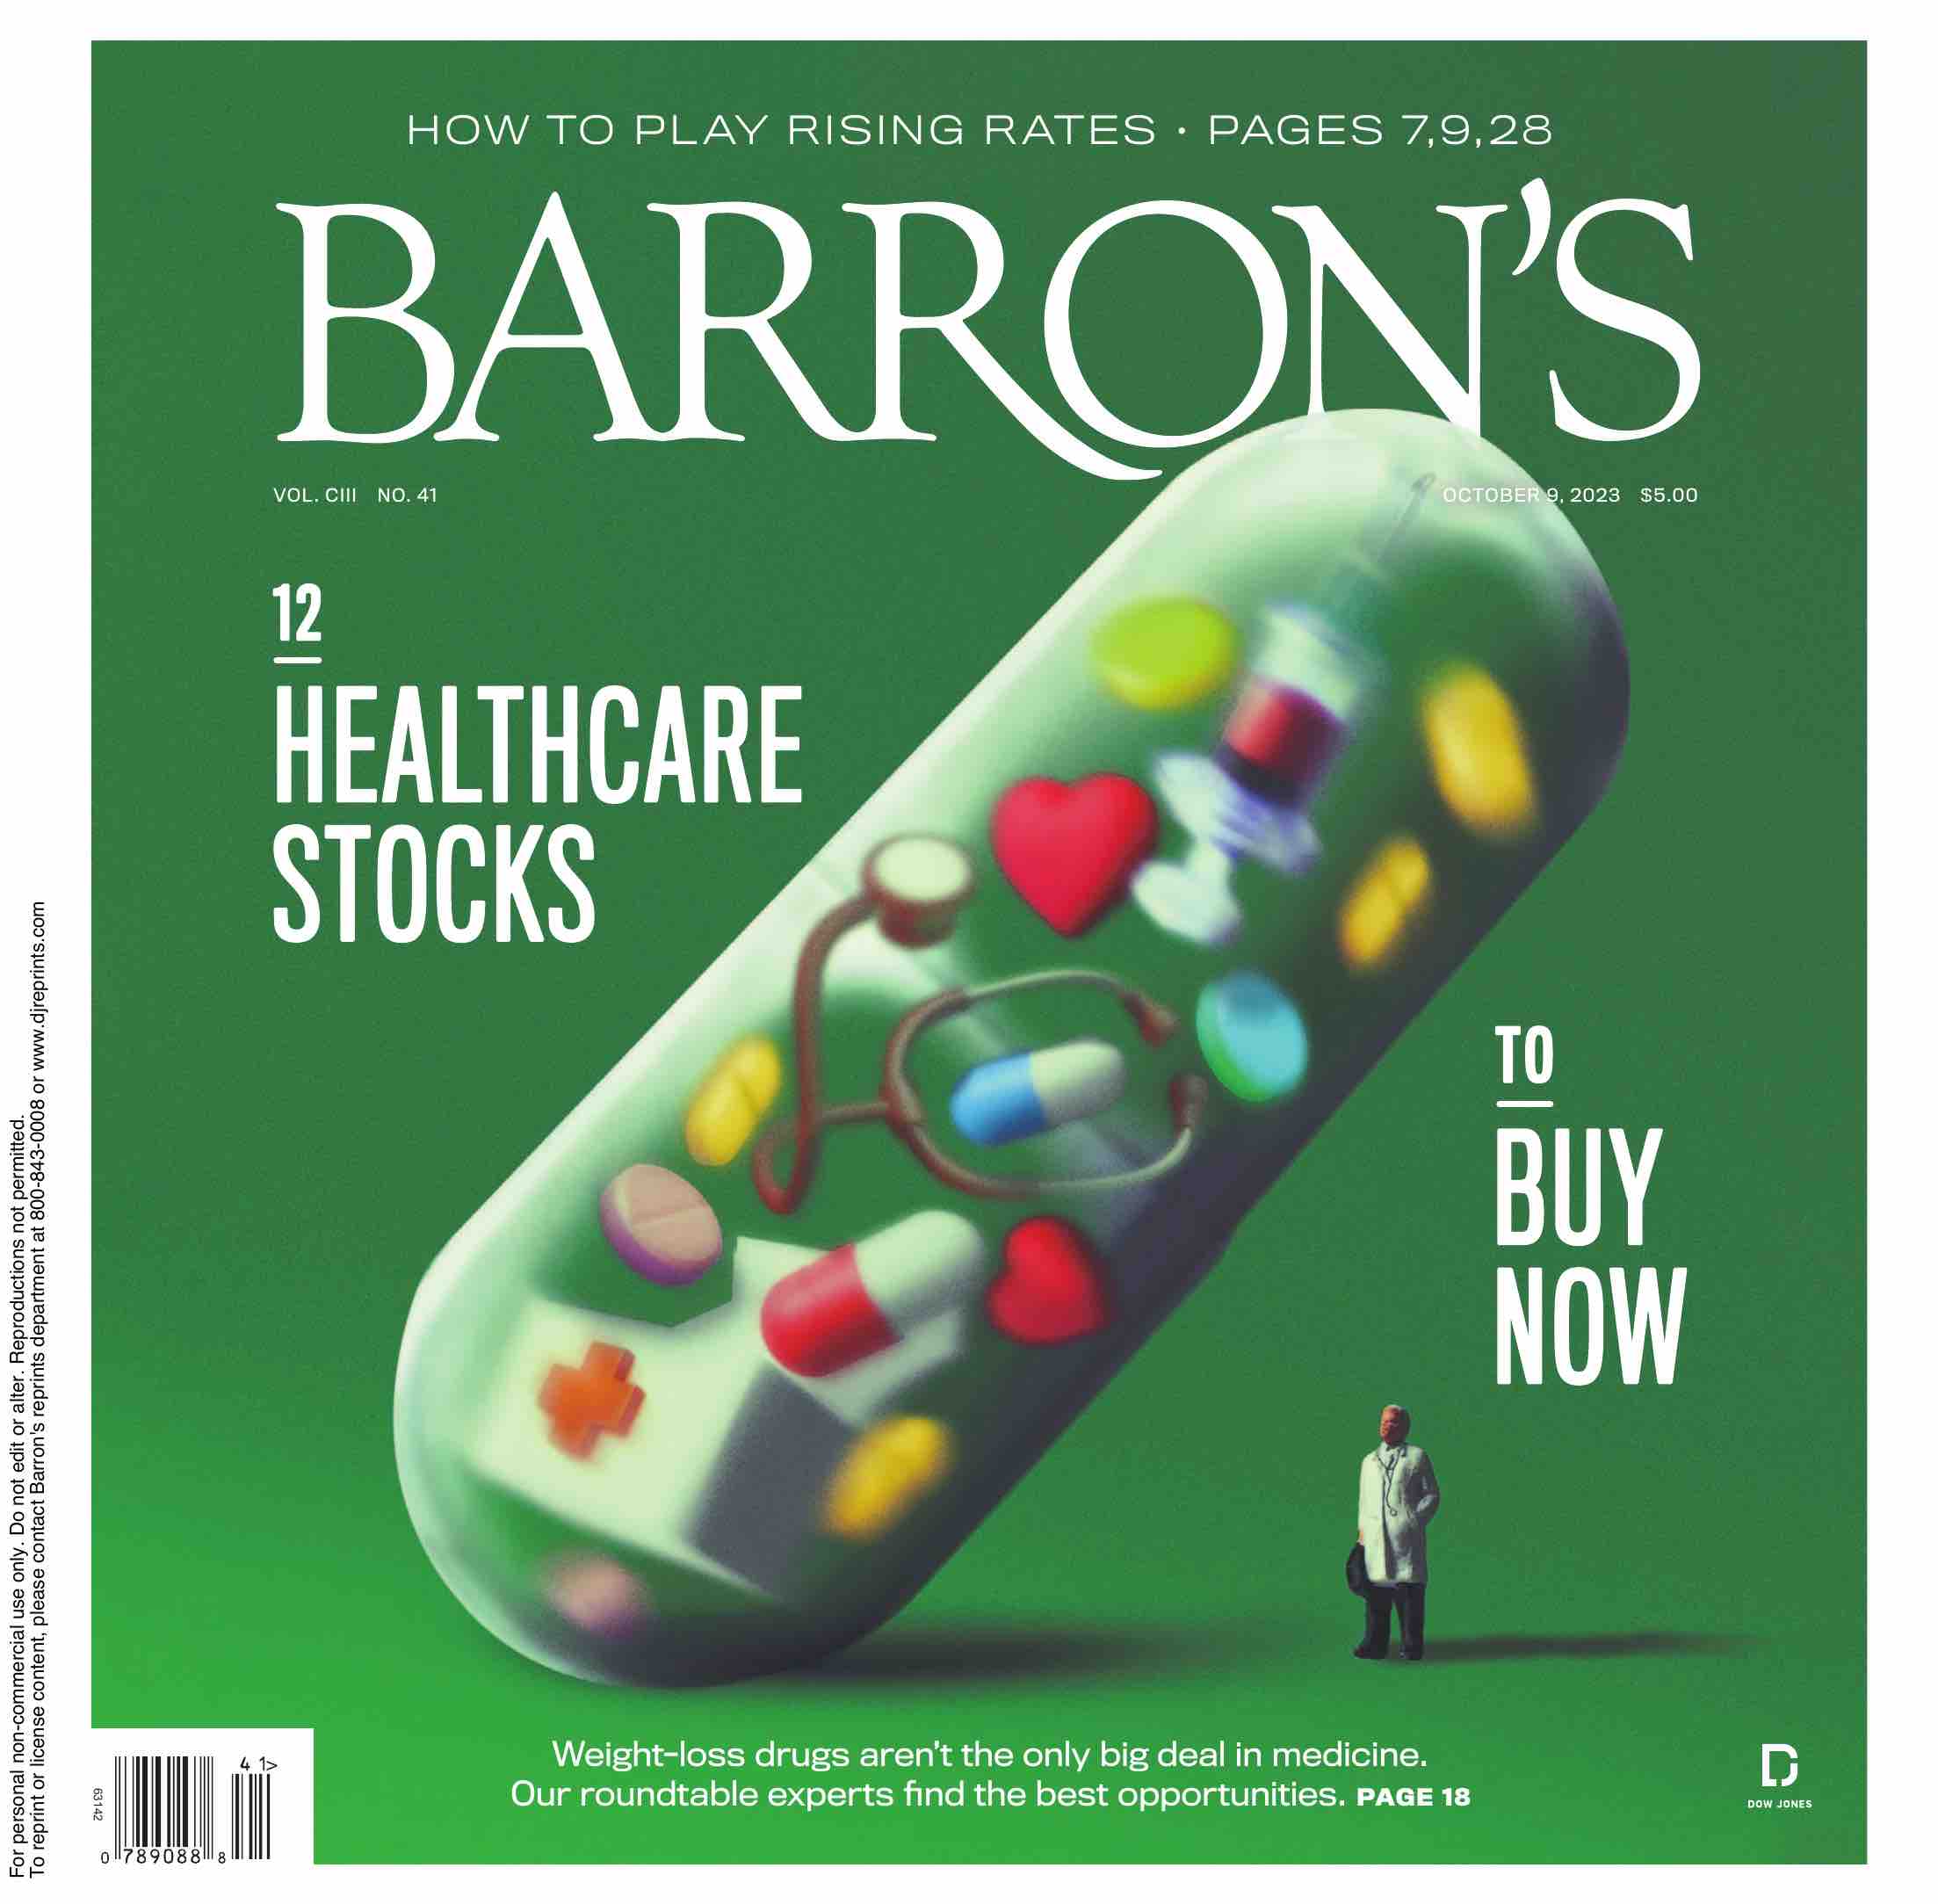 HOW TO PLAY RISING RATES • PAGES 7,9,28
BARRON'S
VOL. CIII NO. 41
OCTOBER 9, 2023 $5.00
12
HEALTHCARE
STOCKS
TO
BUY
NOW
Weight-loss drugs aren't the only big deal in medicine.
Our roundtable experts find the best opportunities. PAGE 18
DOW JONES
41>
63142
0 789088 8
For personal non-commercial use only. Do not edit or alter. Reproductions not permitted.
To reprint or license content, please contact Barron's reprints department at 800-843-0008 or www.djreprints.com